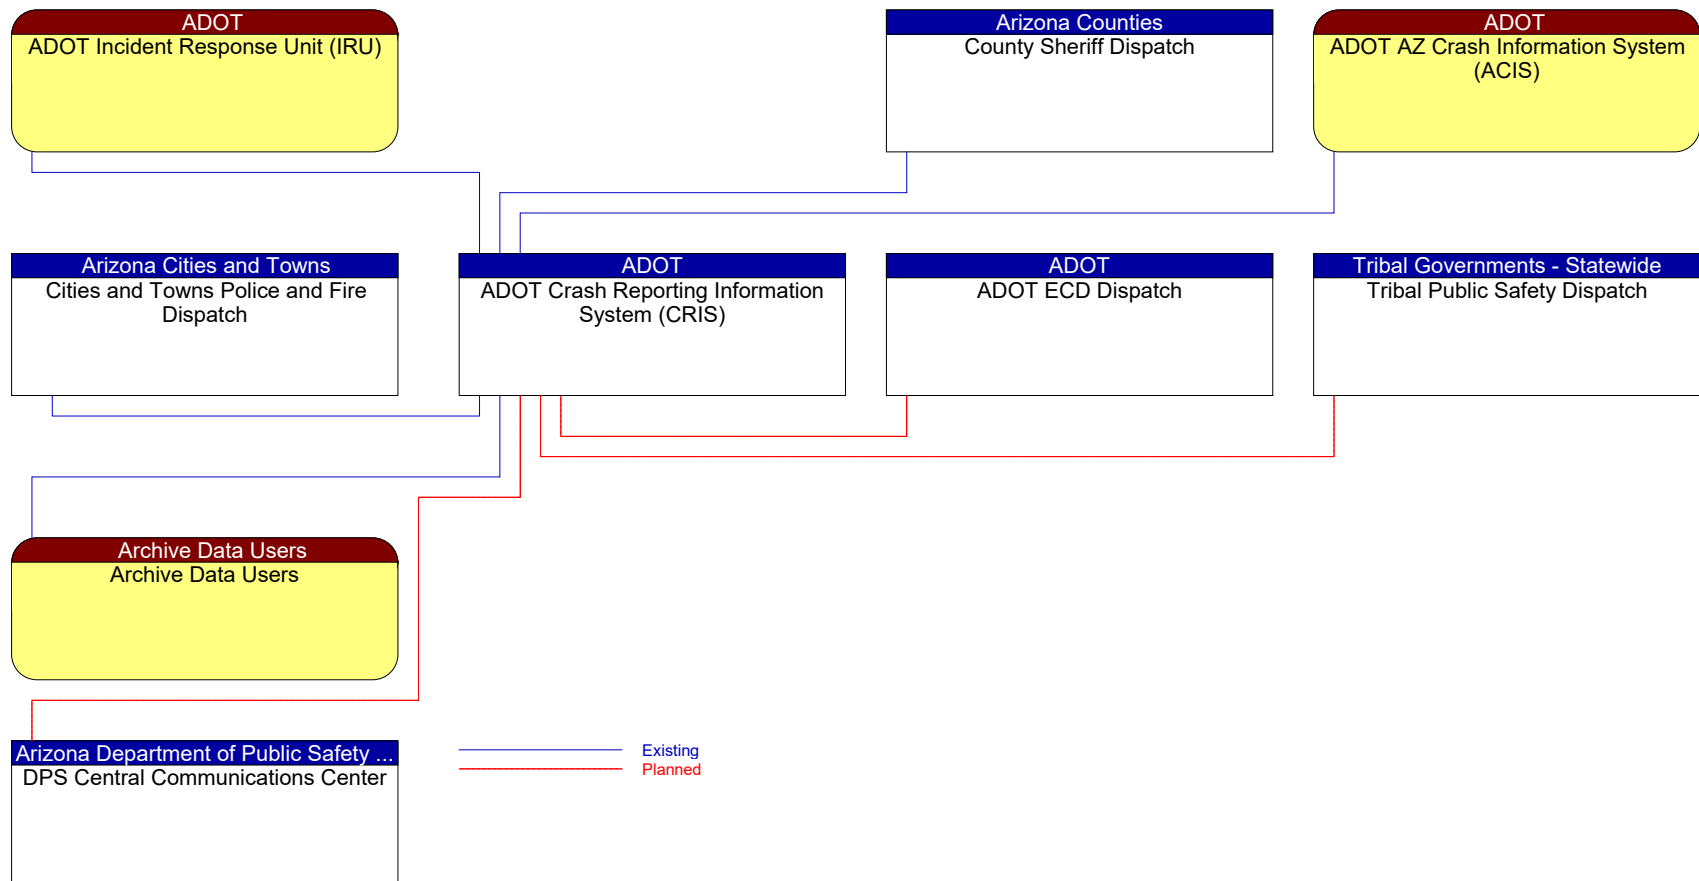 ADOT
ADOT Incident Response Unit (IRU)
Arizona Counties
County Sheriff Dispatch
ADOT
ADOT AZ Crash Information System
(ACIS)
Arizona Cities and Towns
Cities and Towns Police and Fire
Dispatch
ADOT
ADOT Crash Reporting Information
System (CRIS)
ADOT
ADOT ECD Dispatch
Tribal Governments - Statewide
Tribal Public Safety Dispatch
Archive Data Users
Archive Data Users
Arizona Department of Public Safety ...
DPS Central Communications Center
Existing
Planned